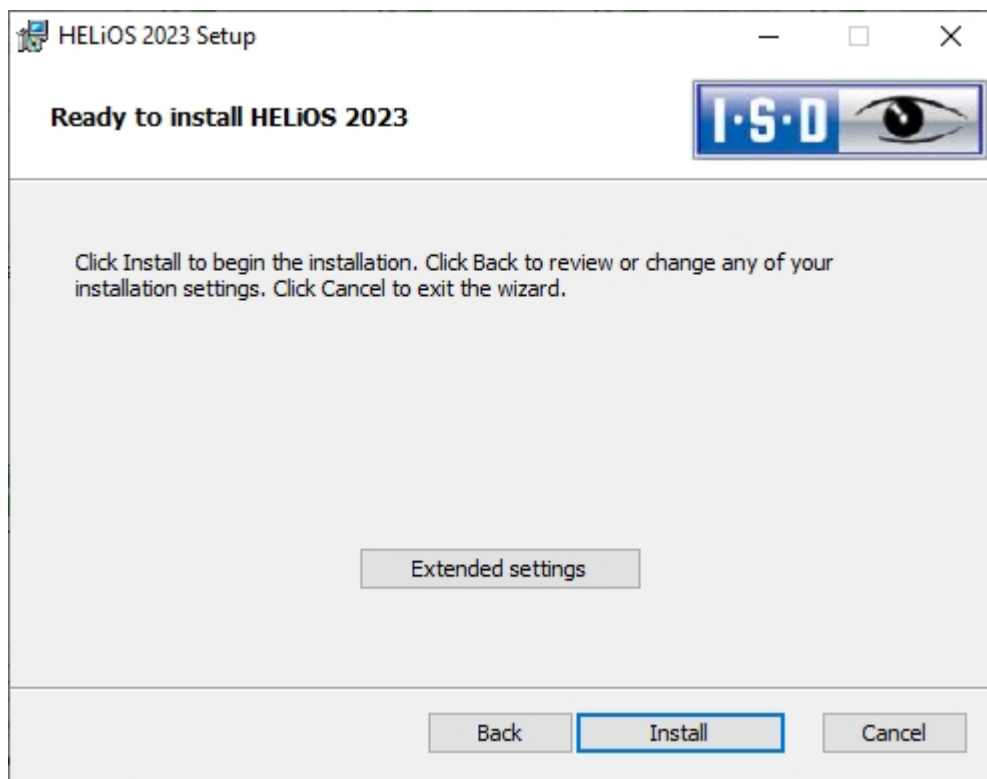 HELiOS 2023 Setup
Ready to install HELiOS 2023
I·S·D
Click Install to begin the installation. Click Back to review or change any of your
installation settings. Click Cancel to exit the wizard.
Extended settings
Back Install Cancel